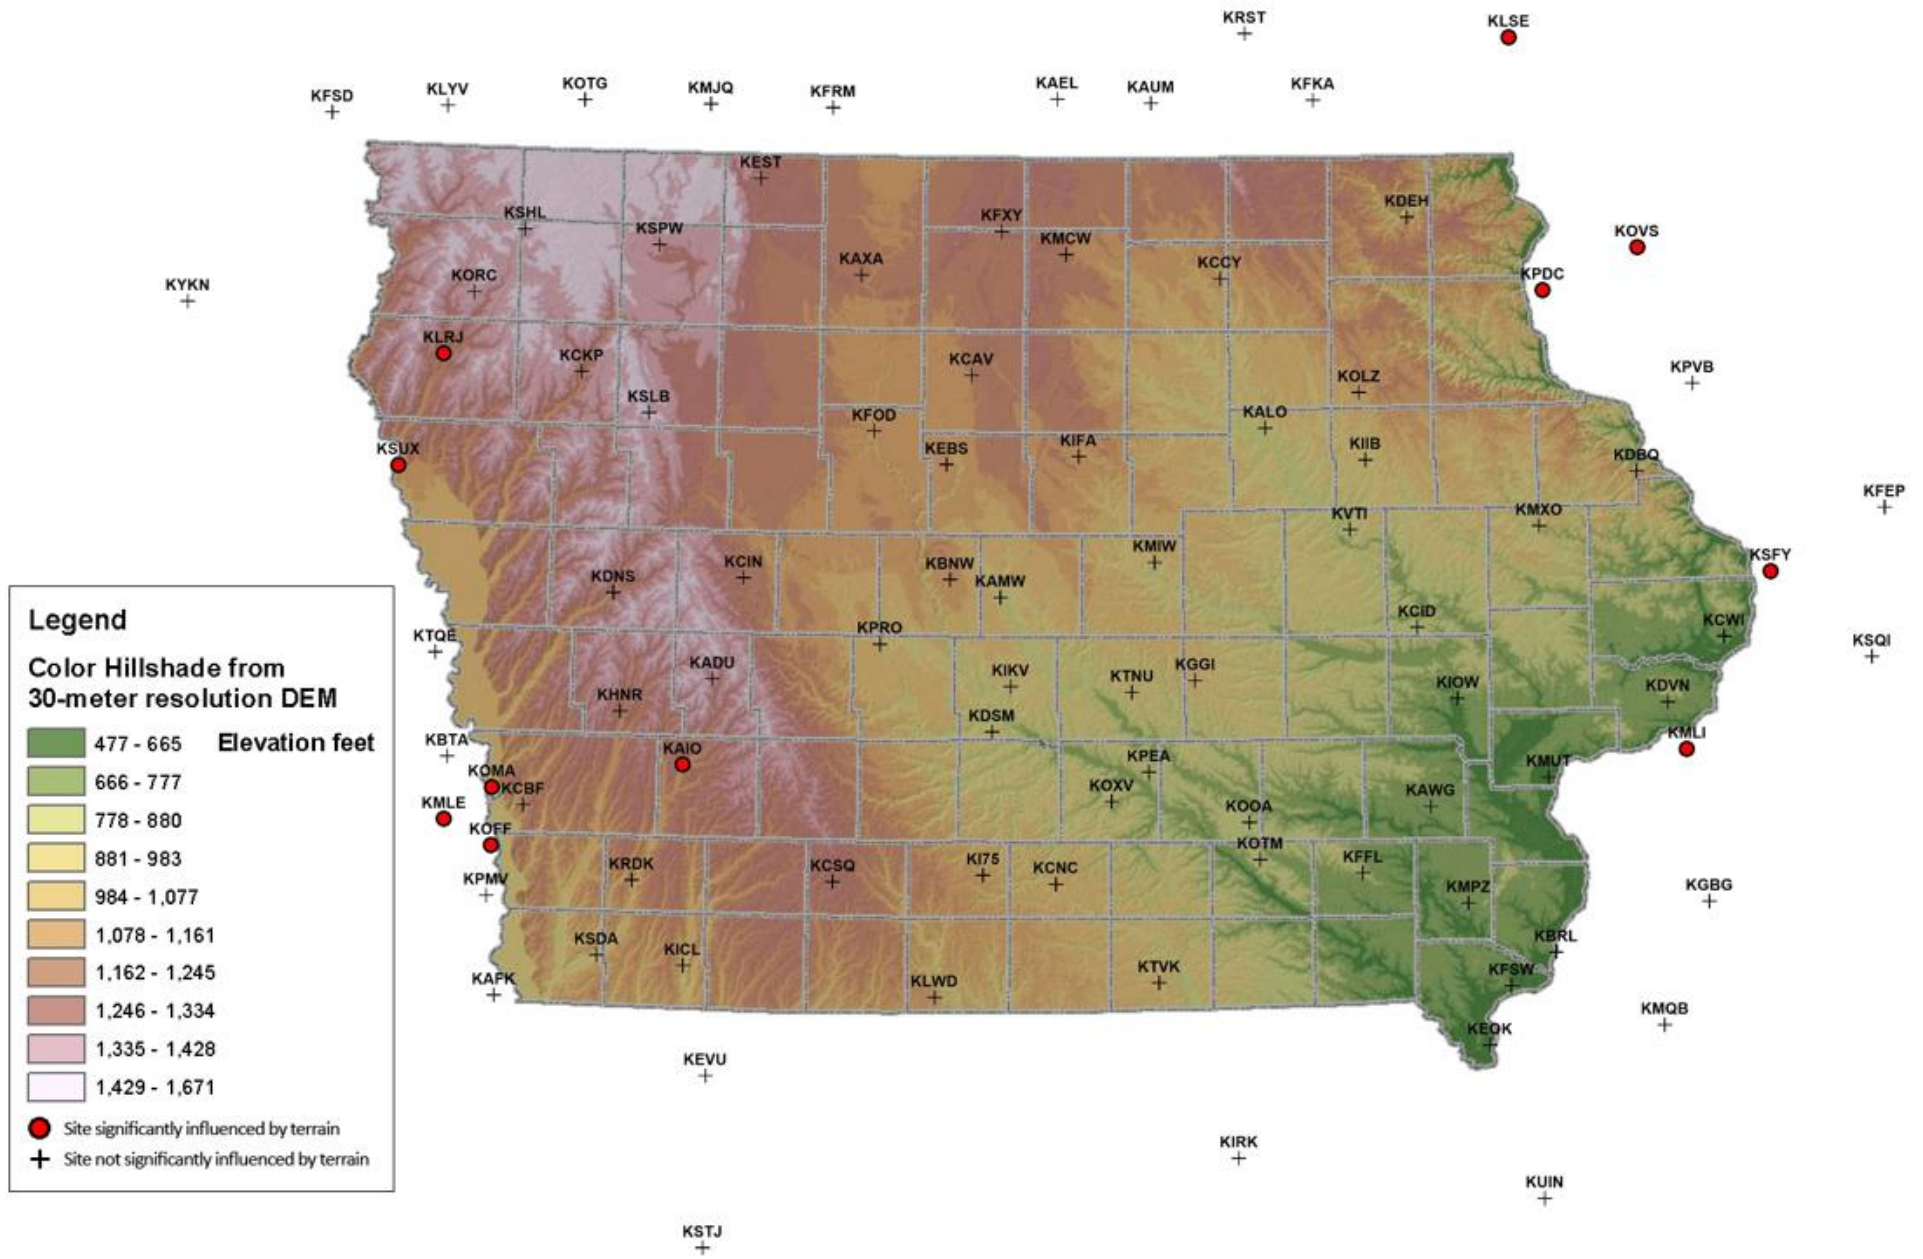 KRST
KLSE
KFSD
KLYV
KOTG
KMJQ
KFRM
KAEL
KAUM
KFKA
KEST
KSHL
KSPW
KFXY
KMCW
KDEH
KOVS
KYKN
KORC
KAXA
KCCY
KPDC
KLRJ
KCKP
KSLB
KCAV
KOLZ
KPVB
KSUX
KFOD
KEBS
KIFA
KALO
KIIB
KDBQ
KFEP
KVTI
KMXO
KSFY
KDNS
KCIN
KBNW
KAMW
KMIW
KCID
KCWI
KTQE
KPRO
KSQI
KHNR
KADU
KIKV
KTNU
KGGI
KIOW
KDVN
KDSM
KBTA
KAIO
KMLI
KOMA
KCBF
KPEA
KOXV
KMUT
KMLE
KOFF
KOOA
KAWG
KPMV
KRDK
KCSQ
KI75
KCNC
KOTM
KFFL
KMPZ
KGBG
KSDA
KICL
KBRL
KAFK
KLWD
KTVK
KFSW
KEOK
KMQB
KEVU
KIRK
KUIN
KSTJ
Legend
Color Hillshade from
30-meter resolution DEM
477 - 665 Elevation feet
666 - 777
778 - 880
881 - 983
984 - 1,077
1,078 - 1,161
1,162 - 1,245
1,246 - 1,334
1,335 - 1,428
1,429 - 1,671
Site significantly influenced by terrain
Site not significantly influenced by terrain